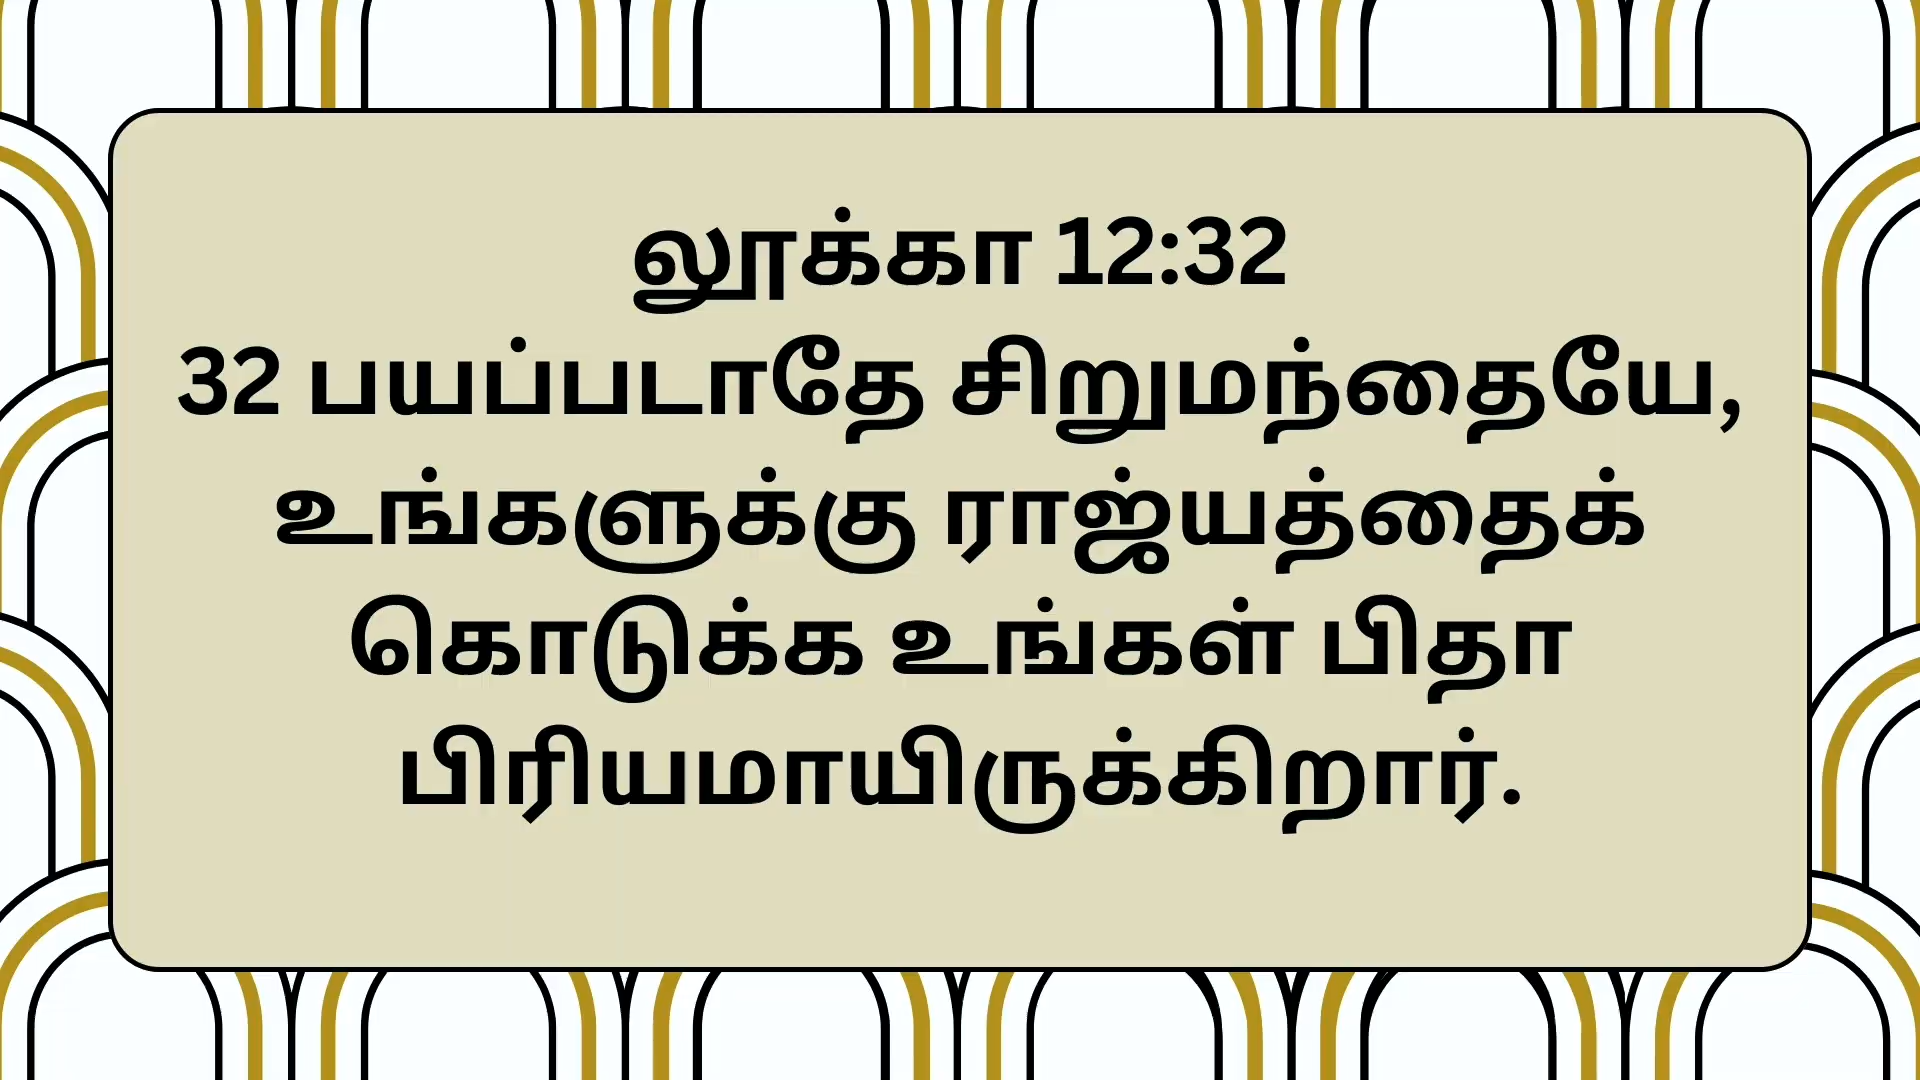 லூக்கா 12:32
32 பயப்படாதே சிறுமந்தையே,
உங்களுக்கு ராஜ்யத்தைக்
கொடுக்க உங்கள் பிதா
பிரியமாயிருக்கிறார்.